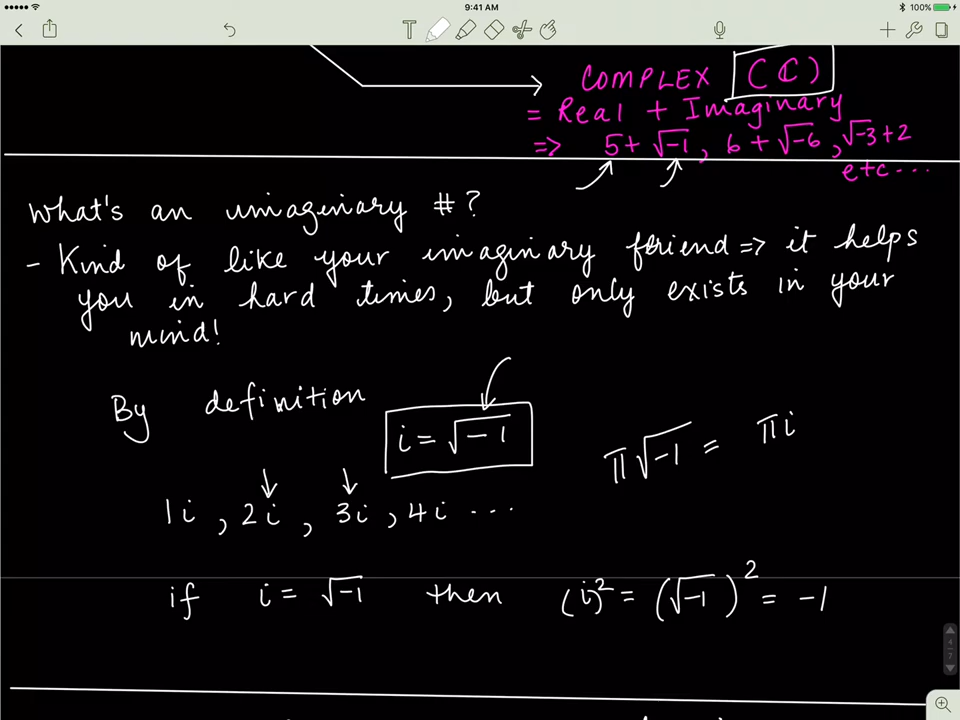 9:41 AM
100%
T
COMPLEX (ℂ)
= Real + Imaginary
=> 5+ √-1, 6 + √-6, √-3+2
etc...
What's an imaginary #?
- Kind of like your imaginary friend => it helps
you in hard times, but only exists in your
mind!
By definition
i = √-1
π√-1 = πi
1i, 2i, 3i, 4i ...
if i = √-1 then (i)² = (√-1)² = -1